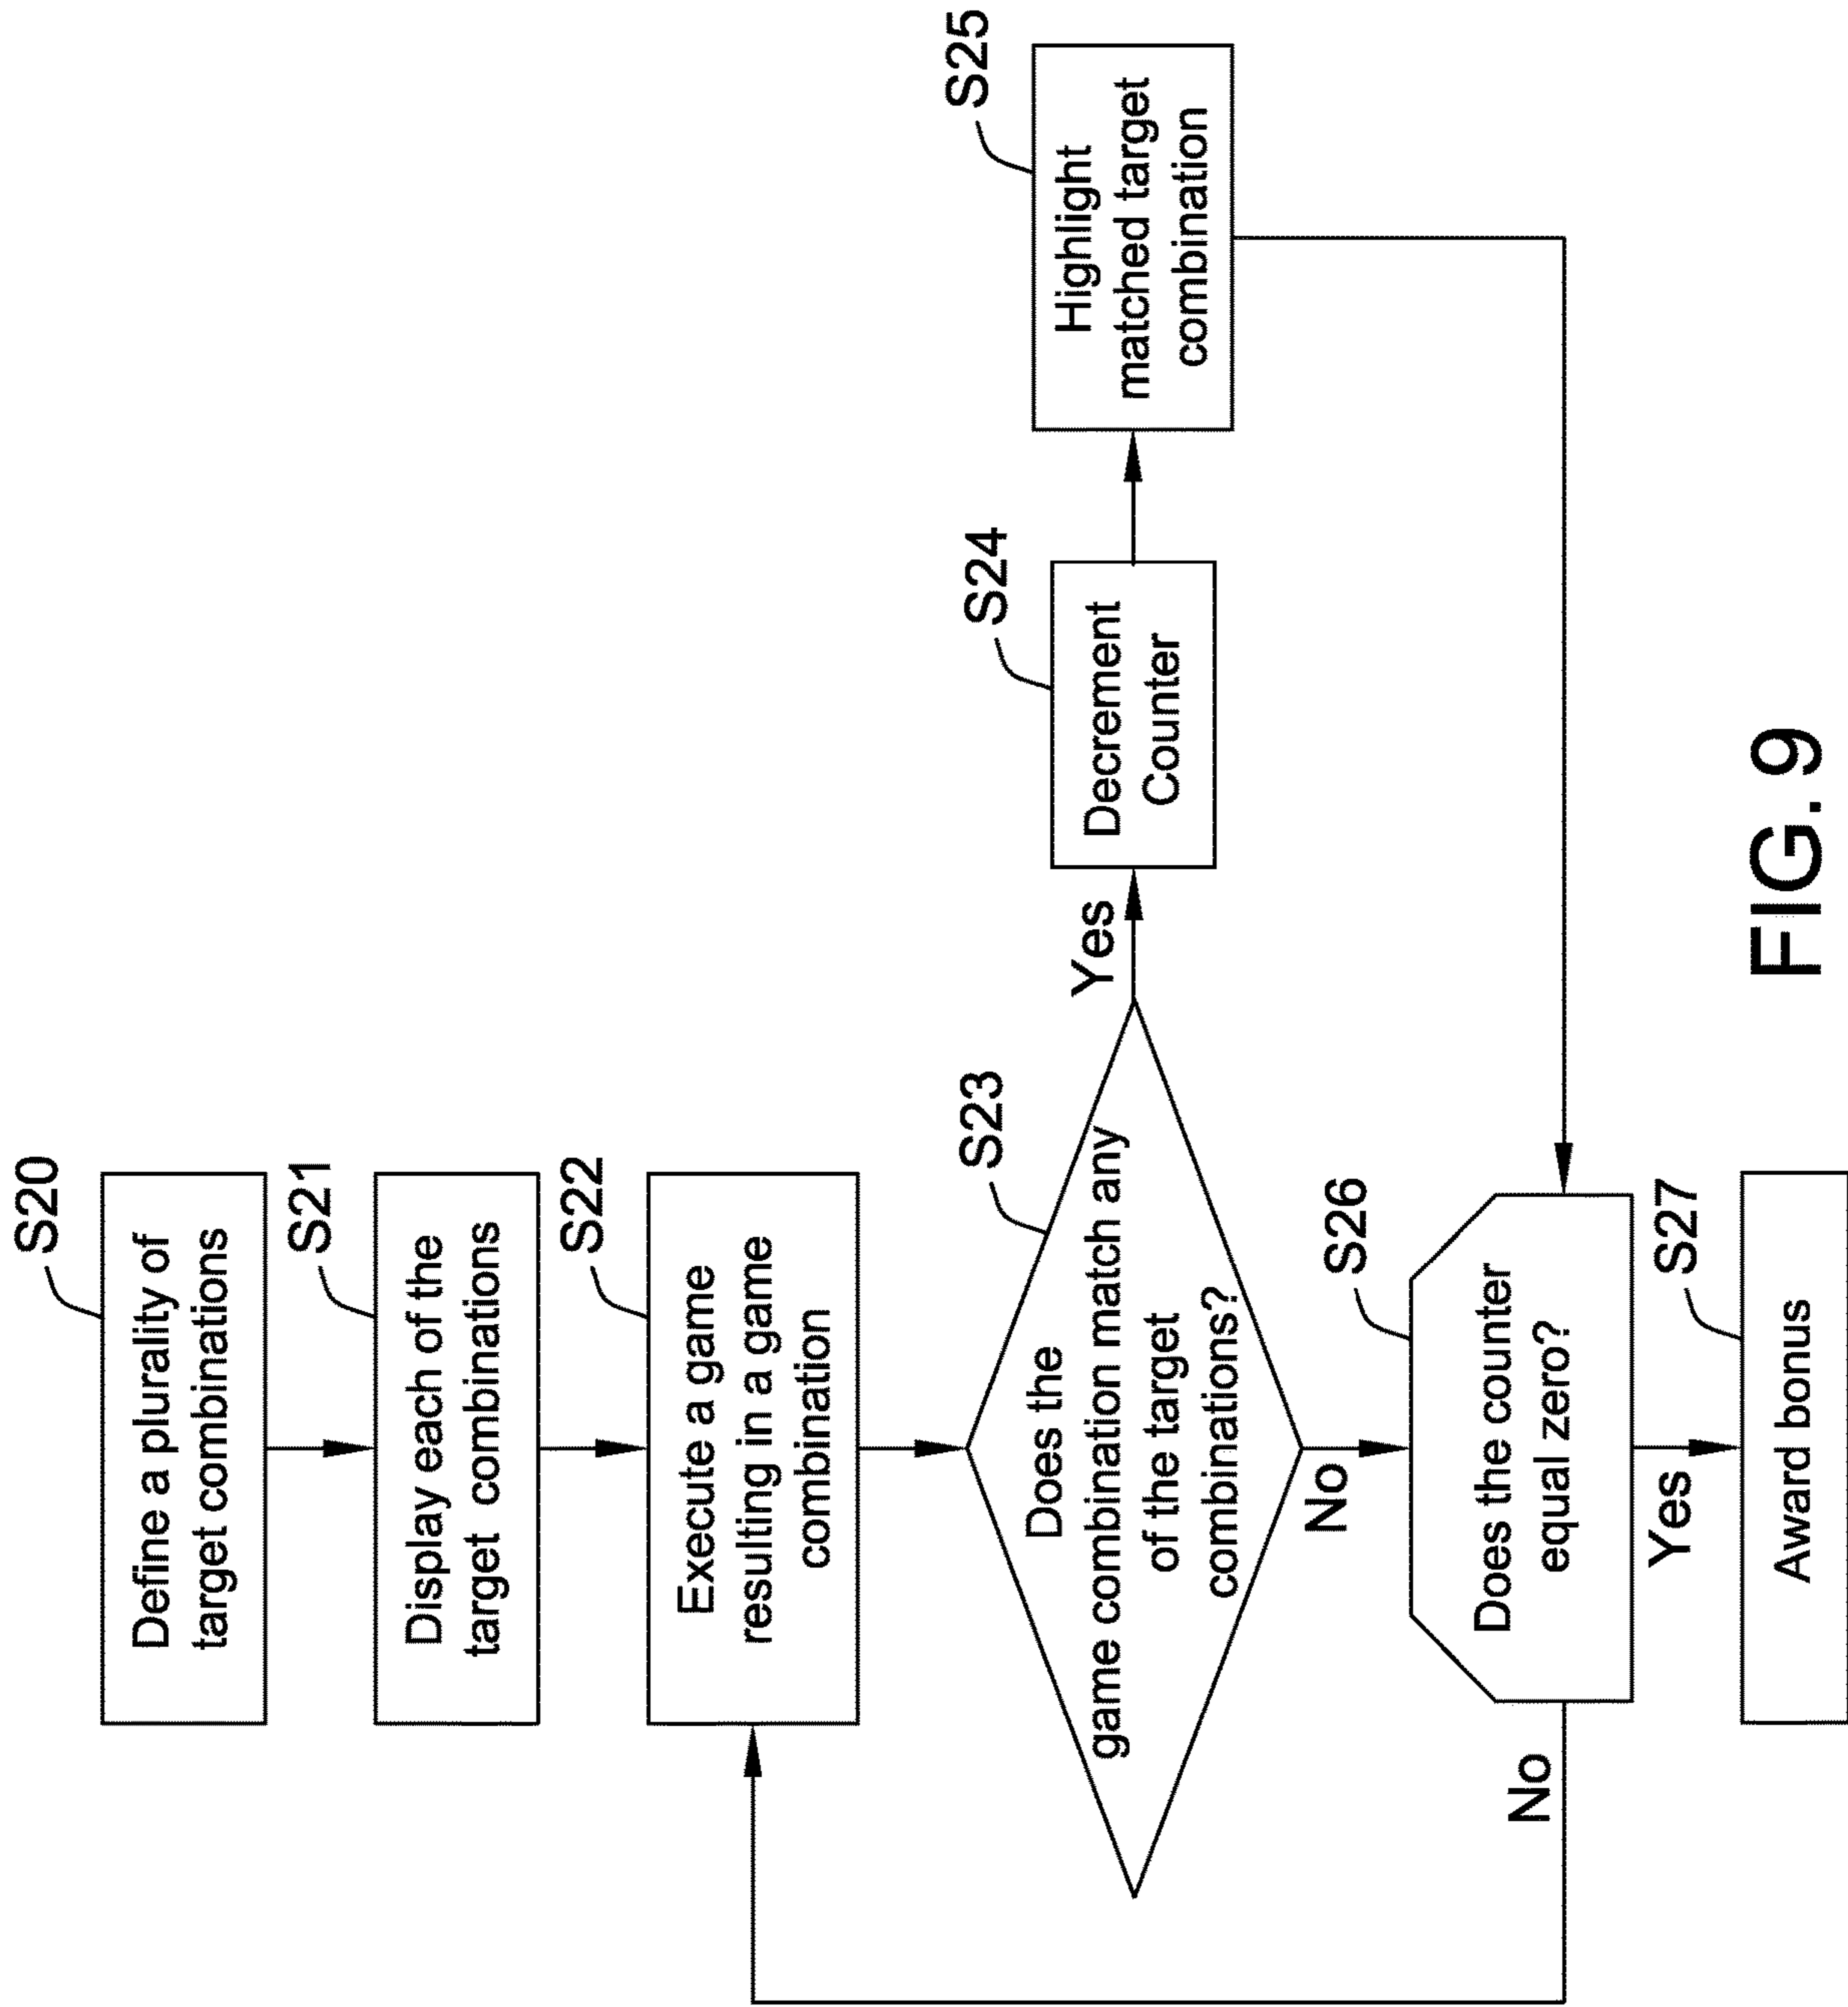 S20
Define a plurality of
target combinations
S21
Display each of the
target combinations
S22
Execute a game
resulting in a game
combination
S23
Does the
game combination match any
of the target
combinations?
Yes
S24
Decrement
Counter
S25
Highlight
matched target
combination
No
S26
Does the counter
equal zero?
No
Yes
S27
Award bonus
FIG. 9